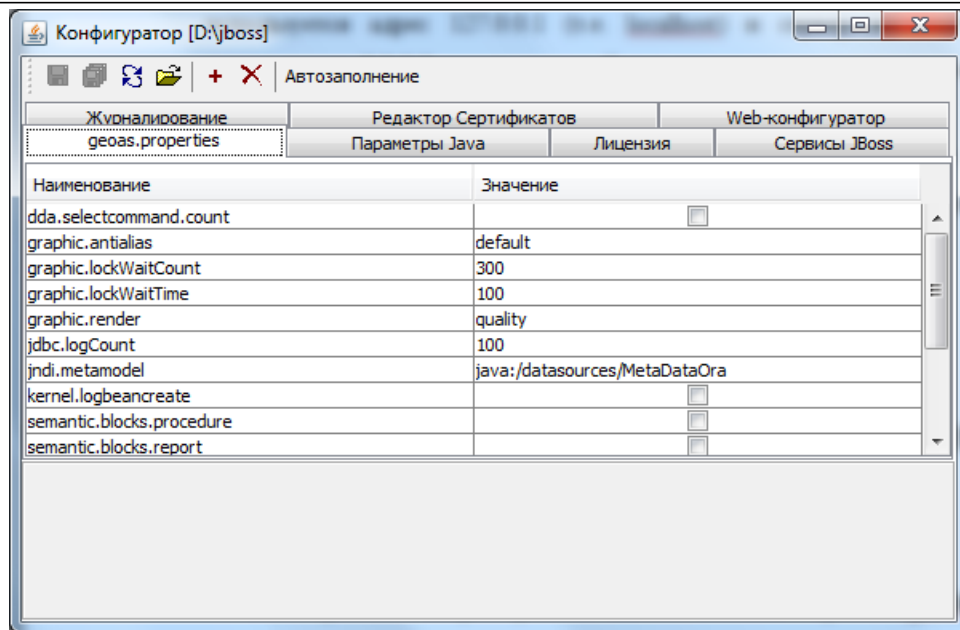 Конфигуратор [D:\jboss]
Автозаполнение
Журналирование Редактор Сертификатов Web-конфигуратор
geoas.properties Параметры Java Лицензия Сервисы JBoss
Наименование Значение
dda.selectcommand.count
graphic.antialias default
graphic.lockWaitCount 300
graphic.lockWaitTime 100
graphic.render quality
jdbc.logCount 100
jndi.metamodel java:/datasources/MetaDataOra
kernel.logbeancreate
semantic.blocks.procedure
semantic.blocks.report